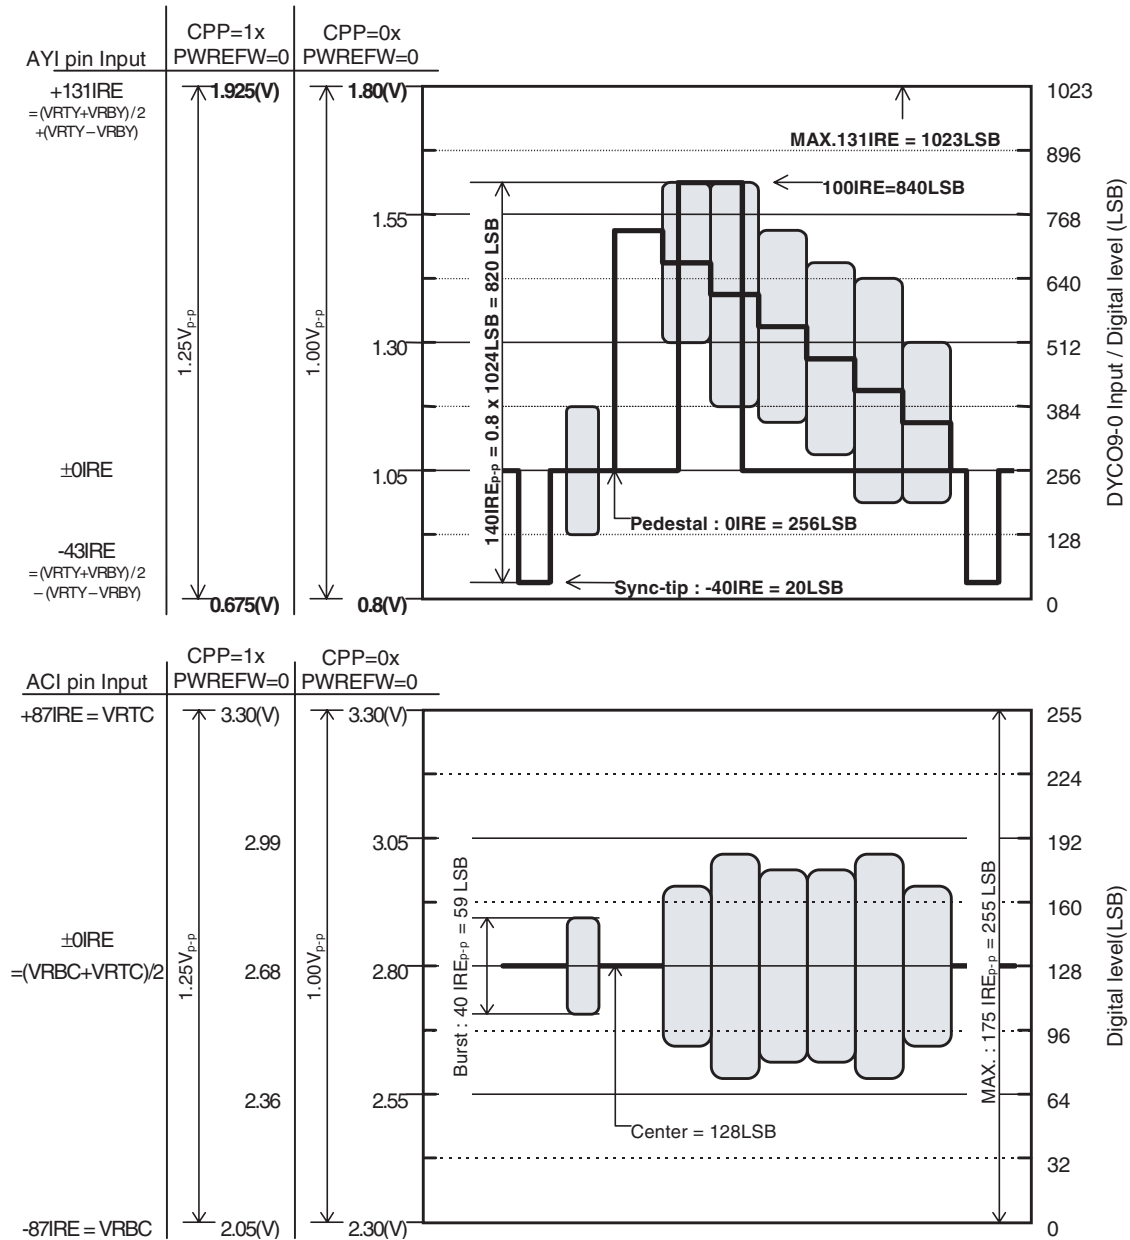 AYI pin Input
CPP=1x
PWREFW=0
CPP=0x
PWREFW=0
+131IRE
=(VRTY+VRBY)/2
+(VRTY−VRBY)
1.925(V)
1.80(V)
1023
MAX.131IRE = 1023LSB
896
100IRE=840LSB
1.55
768
640
1.25Vp-p
1.00Vp-p
140IREp-p = 0.8 x 1024LSB = 820 LSB
1.30
512
384
±0IRE
1.05
256
Pedestal : 0IRE = 256LSB
128
-43IRE
=(VRTY+VRBY)/2
−(VRTY−VRBY)
Sync-tip : -40IRE = 20LSB
0.675(V)
0.8(V)
0
DYCO9-0 Input / Digital level (LSB)
ACI pin Input
CPP=1x
PWREFW=0
CPP=0x
PWREFW=0
+87IRE = VRTC
3.30(V)
3.30(V)
255
224
2.99
3.05
192
160
±0IRE
=(VRBC+VRTC)/2
1.25Vp-p
2.68
1.00Vp-p
2.80
Burst : 40 IREp-p = 59 LSB
MAX. : 175 IREp-p = 255 LSB
128
96
2.36
2.55
64
Center = 128LSB
32
-87IRE = VRBC
2.05(V)
2.30(V)
0
Digital level(LSB)